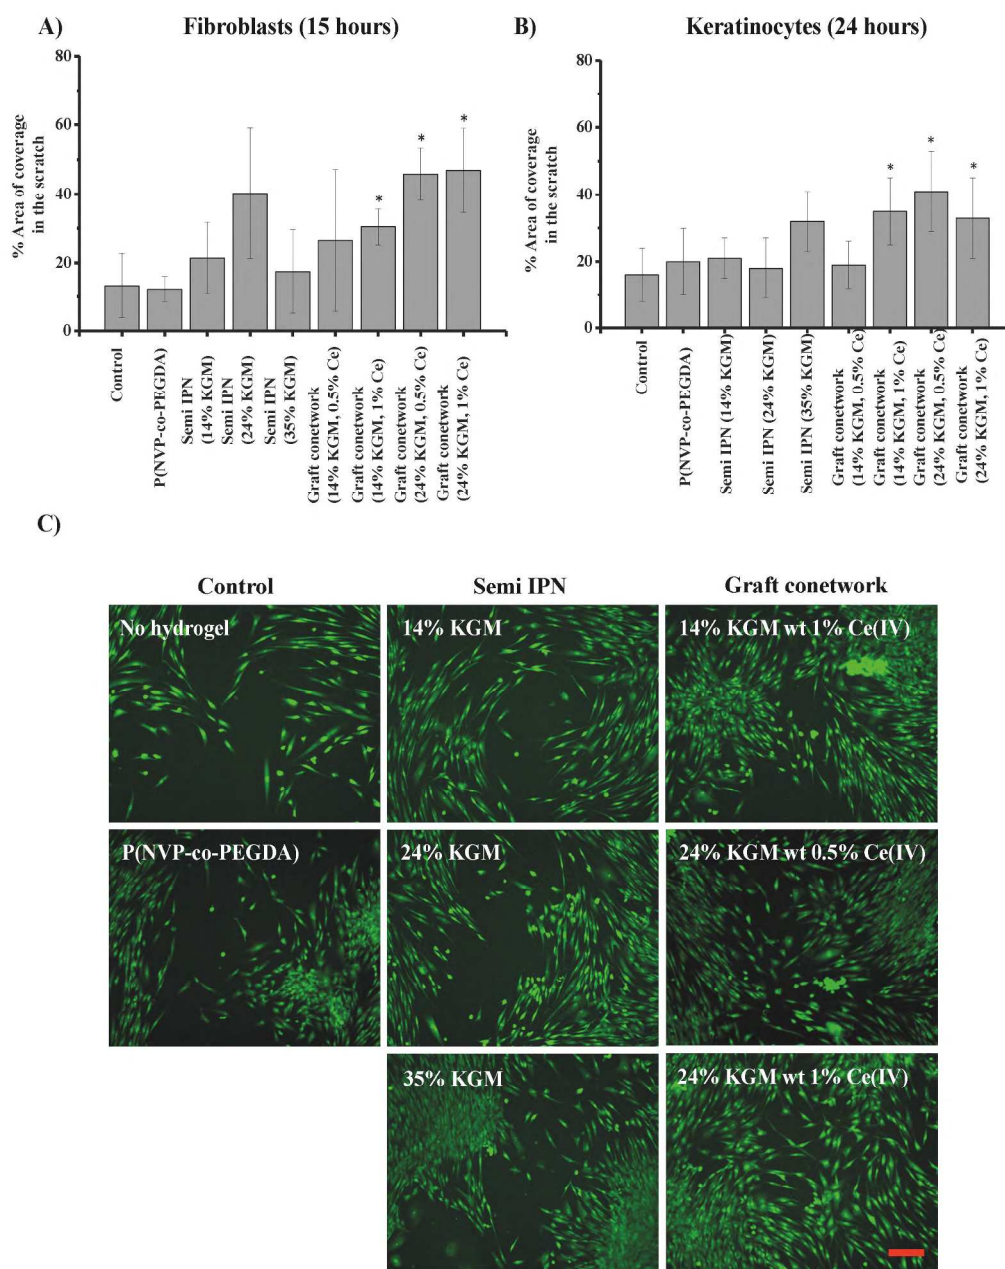 A)
Fibroblasts (15 hours)
% Area of coverage
in the scratch
80
60
40
20
0
*
*
*
Control
P(NVP-co-PEGDA)
Semi IPN
(14% KGM)
Semi IPN
(24% KGM)
Semi IPN
(35% KGM)
Graft conetwork
(14% KGM, 0.5% Ce)
Graft conetwork
(14% KGM, 1% Ce)
Graft conetwork
(24% KGM, 0.5% Ce)
Graft conetwork
(24% KGM, 1% Ce)
B)
Keratinocytes (24 hours)
% Area of coverage
in the scratch
80
60
40
20
0
*
*
*
Control
P(NVP-co-PEGDA)
Semi IPN (14% KGM)
Semi IPN (24% KGM)
Semi IPN (35% KGM)
Graft conetwork
(14% KGM, 0.5% Ce)
Graft conetwork
(14% KGM, 1% Ce)
Graft conetwork
(24% KGM, 0.5% Ce)
Graft conetwork
(24% KGM, 1% Ce)
C)
Control
Semi IPN
Graft conetwork
No hydrogel
14% KGM
14% KGM wt 1% Ce(IV)
P(NVP-co-PEGDA)
24% KGM
24% KGM wt 0.5% Ce(IV)
35% KGM
24% KGM wt 1% Ce(IV)